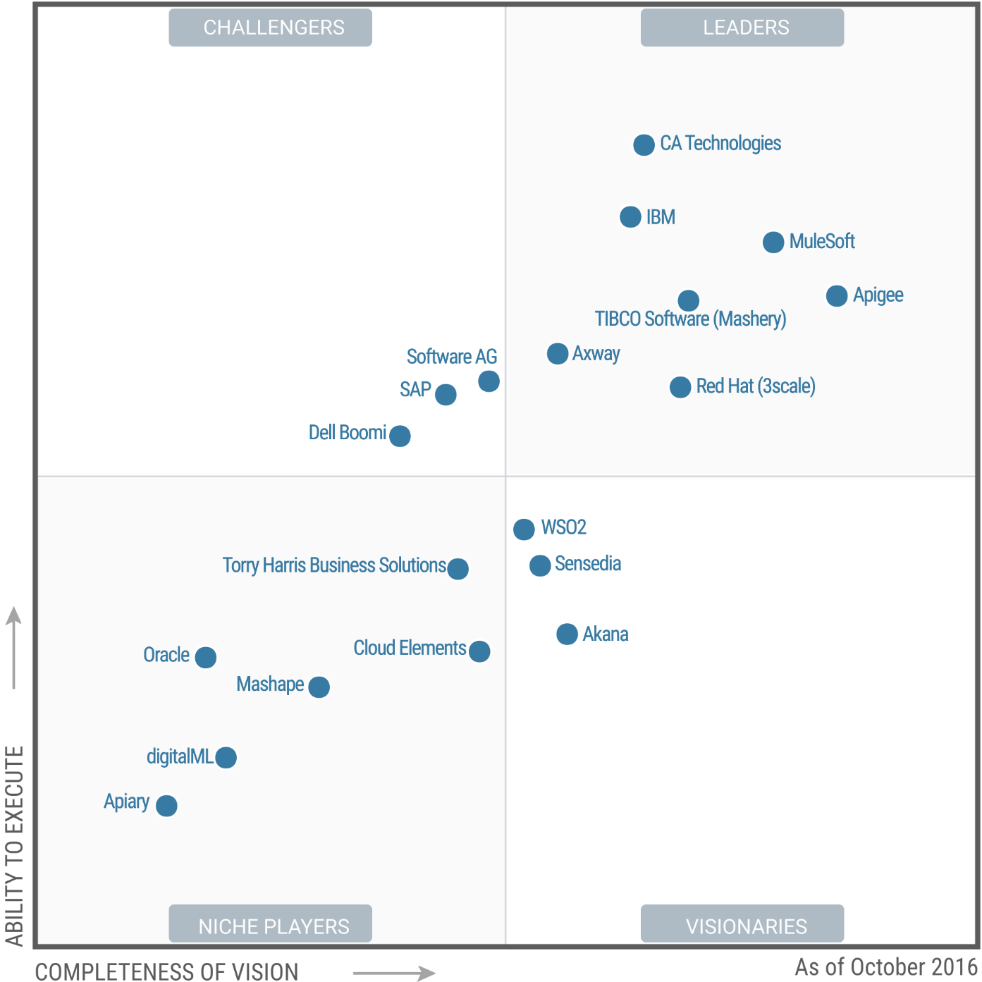 CHALLENGERS
LEADERS
CA Technologies
IBM
MuleSoft
Apigee
TIBCO Software (Mashery)
Axway
Software AG
SAP
Red Hat (3scale)
Dell Boomi
WSO2
Torry Harris Business Solutions
Sensedia
Akana
Cloud Elements
Oracle
Mashape
digitalML
Apiary
ABILITY TO EXECUTE
NICHE PLAYERS
VISIONARIES
COMPLETENESS OF VISION
As of October 2016